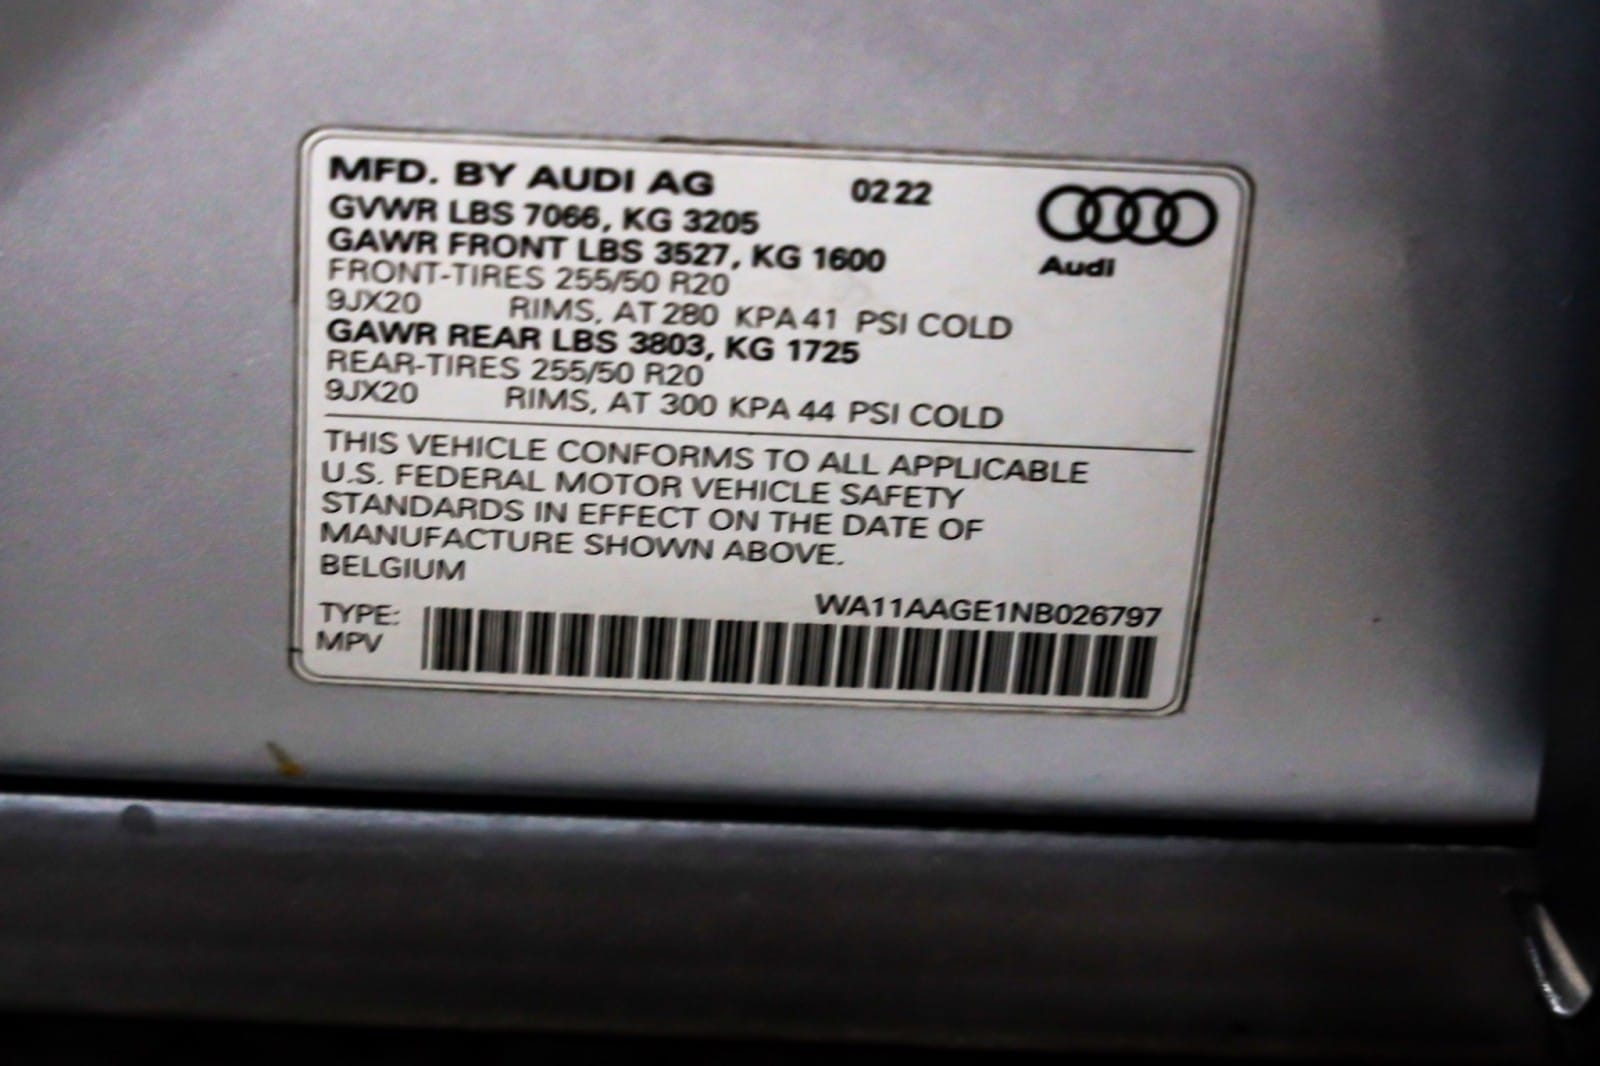 MFD. BY AUDI AG 02 22
GVWR LBS 7066, KG 3205
GAWR FRONT LBS 3527, KG 1600
Audi
FRONT-TIRES 255/50 R20
9JX20 RIMS, AT 280 KPA 41 PSI COLD
GAWR REAR LBS 3803, KG 1725
REAR-TIRES 255/50 R20
9JX20 RIMS, AT 300 KPA 44 PSI COLD
THIS VEHICLE CONFORMS TO ALL APPLICABLE
U.S. FEDERAL MOTOR VEHICLE SAFETY
STANDARDS IN EFFECT ON THE DATE OF
MANUFACTURE SHOWN ABOVE.
BELGIUM
WA11AAGE1NB026797
TYPE:
MPV